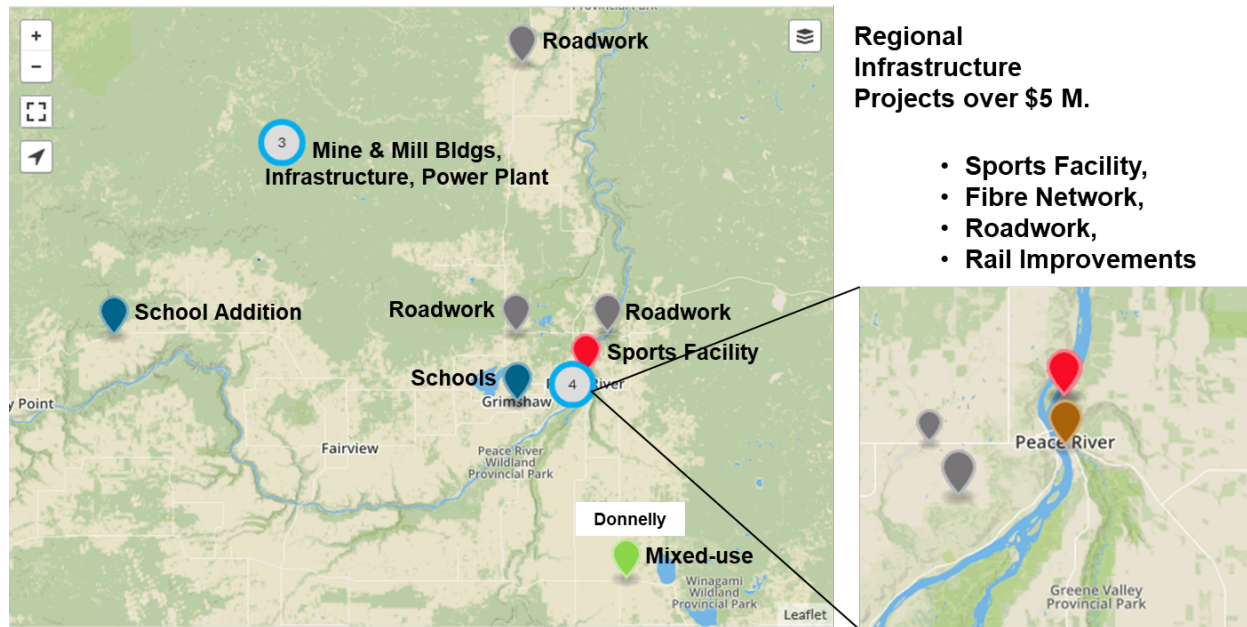 Roadwork
+
−
3
Mine & Mill Bldgs,
Infrastructure, Power Plant
School Addition
Roadwork
Roadwork
Sports Facility
Schools
4
River
Grimshaw
y Point
Fairview
Peace River
Wildland
Provincial Park
Donnelly
Mixed-use
Winagami
Wildland
Provincial Park
Leaflet
Regional
Infrastructure
Projects over $5 M.
• Sports Facility,
• Fibre Network,
• Roadwork,
• Rail Improvements
Peace River
Greene Valley
Provincial Park